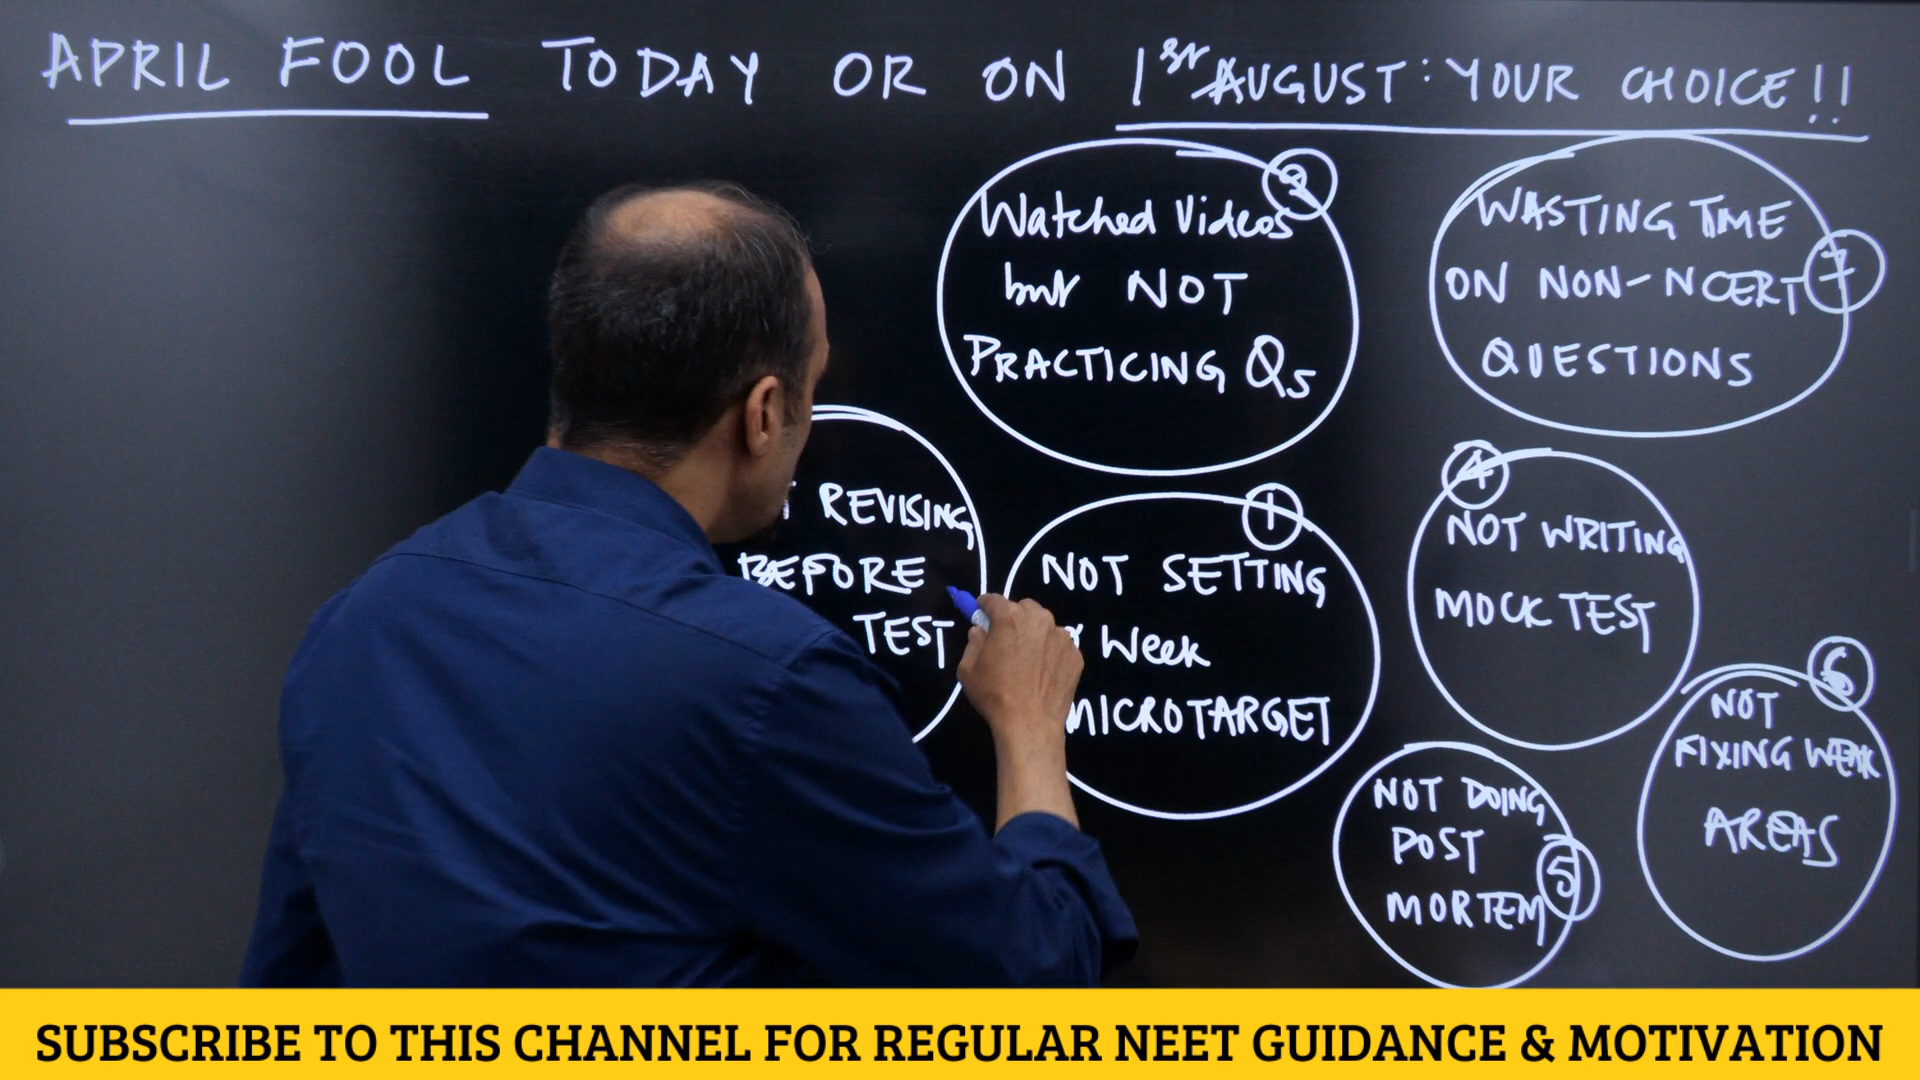 APRIL FOOL TODAY OR ON 1ST AUGUST: YOUR CHOICE!!
2
Watched Videos
but NOT
PRACTICING Qs
WASTING TIME
ON NON-NCERT
QUESTIONS
7
REVISING
BEFORE
TEST
1
NOT SETTING
Week
MICROTARGET
4
NOT WRITING
MOCK TEST
NOT DOING
POST
MORTEM
5
6
NOT
FIXING WEAK
AREAS
SUBSCRIBE TO THIS CHANNEL FOR REGULAR NEET GUIDANCE & MOTIVATION